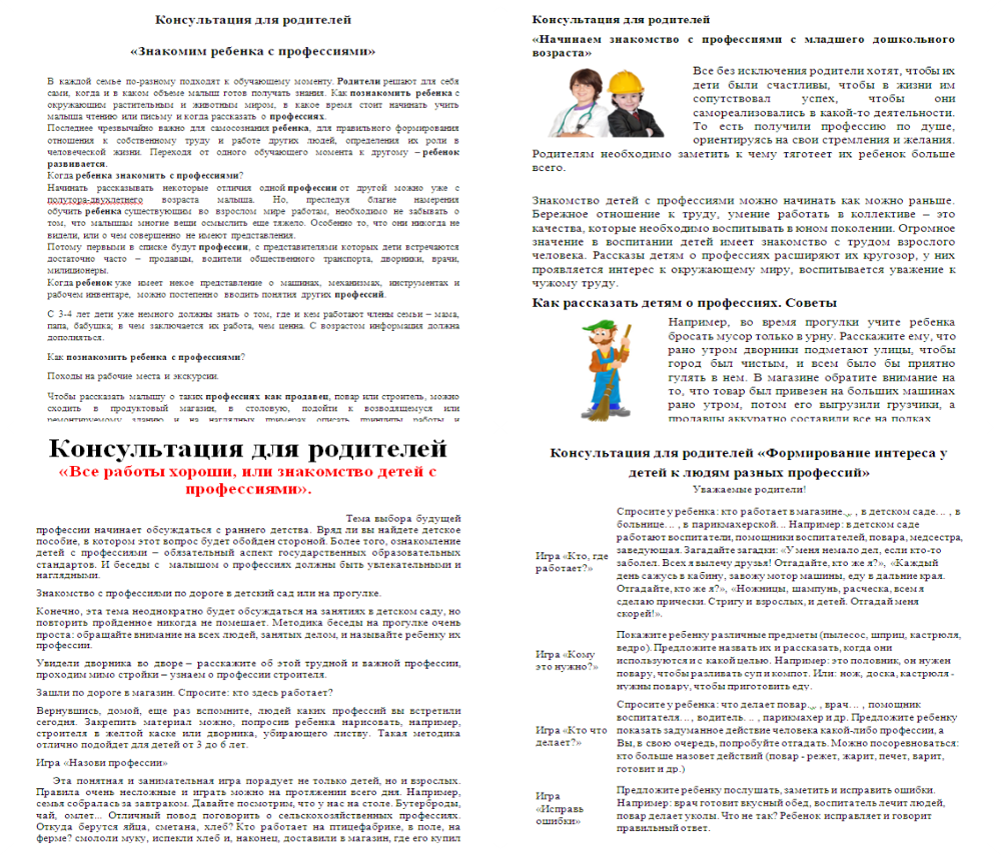 Консультация для родителей
«Знакомим ребенка с профессиями»
В каждой семье по-разному подходят к обучающему моменту. Родители решают для себя
сами, когда и в каком объеме малыш готов получать знания. Как познакомить ребенка с
окружающим растительным и животным миром, в какое время стоит начинать учить
малыша чтению или письму и когда рассказать о профессиях.
Последнее чрезвычайно важно для самосознания ребенка, для правильного формирования
отношения к собственному труду и работе других людей, определения их роли в
человеческой жизни. Переходя от одного обучающего момента к другому – ребенок
развивается.
Когда ребенка знакомить с профессиями?
Начинать рассказывать некоторые отличия одной профессии от другой можно уже с
полутора-двухлетнего возраста малыша. Но, преследуя благие намерения
обучить ребенка существующим во взрослом мире работам, необходимо не забывать о
том, что малышам многие вещи осмыслить еще тяжело. Особенно то, что они никогда не
видели, или о чем совершенно не имеют представления.
Потому первыми в списке будут профессии, с представителями которых дети встречаются
достаточно часто – продавцы, водители общественного транспорта, дворники, врачи,
милиционеры.
Когда ребенок уже имеет некое представление о машинах, механизмах, инструментах и
рабочем инвентаре, можно постепенно вводить понятия других профессий.
С 3-4 лет дети уже немного должны знать о том, где и кем работают члены семьи – мама,
папа, бабушка; в чем заключается их работа, чем ценна. С возрастом информация должна
дополняться.
Как познакомить ребенка с профессиями?
Походы на рабочие места и экскурсии.
Чтобы рассказать малышу о таких профессиях как продавец, повар или строитель, можно
сходить в продуктовый магазин, в столовую, подойти к возводящемуся или
ремонтируемому зданию и на наглядных примерах описать принципы работы и
Консультация для родителей
«Начинаем знакомство с профессиями с младшего дошкольного
возраста»
Все без исключения родители хотят, чтобы их
дети были счастливы, чтобы в жизни им
сопутствовал успех, чтобы они
самореализовались в какой-то деятельности.
То есть получили профессию по душе,
ориентируясь на свои стремления и желания.
Родителям необходимо заметить к чему тяготеет их ребенок больше
всего.
Знакомство детей с профессиями можно начинать как можно раньше.
Бережное отношение к труду, умение работать в коллективе – это
качества, которые необходимо воспитывать в юном поколении. Огромное
значение в воспитании детей имеет знакомство с трудом взрослого
человека. Рассказы детям о профессиях расширяют их кругозор, у них
проявляется интерес к окружающему миру, воспитывается уважение к
чужому труду.
Как рассказать детям о профессиях. Советы
Например, во время прогулки учите ребенка
бросать мусор только в урну. Расскажите ему, что
рано утром дворники подметают улицы, чтобы
город был чистым, и всем было бы приятно
гулять в нем. В магазине обратите внимание на
то, что товар был привезен на больших машинах
рано утром, потом его выгрузили грузчики, а
продавцы аккуратно составили все на полках.
Консультация для родителей
«Все работы хороши, или знакомство детей с
профессиями».
Тема выбора будущей
профессии начинает обсуждаться с раннего детства. Вряд ли вы найдете детское
пособие, в котором этот вопрос будет обойден стороной. Более того, ознакомление
детей с профессиями – обязательный аспект государственных образовательных
стандартов. И беседы с малышом о профессиях должны быть увлекательными и
наглядными.
Знакомство с профессиями по дороге в детский сад или на прогулке.
Конечно, эта тема неоднократно будет обсуждаться на занятиях в детском саду, но
повторить пройденное никогда не помешает. Методика беседы на прогулке очень
проста: обращайте внимание на всех людей, занятых делом, и называйте ребенку их
профессии.
Увидели дворника во дворе – расскажите об этой трудной и важной профессии,
проходим мимо стройки – узнаем о профессии строителя.
Зашли по дороге в магазин. Спросите: кто здесь работает?
Вернувшись, домой, еще раз вспомните, людей каких профессий вы встретили
сегодня. Закрепить материал можно, попросив ребенка нарисовать, например,
строителя в желтой каске или дворника, убирающего листву. Такая методика
отлично подойдет для детей от 3 до 6 лет.
Игра «Назови профессии»
Эта понятная и занимательная игра порадует не только детей, но и взрослых.
Правила очень несложные и играть можно на протяжении всего дня. Например,
семья собралась за завтраком. Давайте посмотрим, что у нас на столе. Бутерброды,
чай, омлет... Отличный повод поговорить о сельскохозяйственных профессиях.
Откуда берутся яйца, сметана, хлеб? Кто работает на птицефабрике, в поле, на
ферме? смололи муку, испекли хлеб и, наконец, доставили в магазин, где его купил
Консультация для родителей «Формирование интереса у
детей к людям разных профессий»
Уважаемые родители!
Игра «Кто, где
работает?»
Спросите у ребенка: кто работает в магазине... , в детском саде... , в
больнице... , в парикмахерской... Например: в детском саде
работают воспитатели, помощники воспитателей, повара, медсестра,
заведующая. Загадайте загадки: «У меня немало дел, если кто-то
заболел. Всех я вылечу друзья! Отгадайте, кто же я?», «Каждый
день сажусь в кабину, завожу мотор машины, еду в дальние края.
Отгадайте, кто же я?», «Ножницы, шампунь, расческа, всем я
сделаю прически. Стригу и взрослых, и детей. Отгадай меня
скорей!».
Игра «Кому
это нужно?»
Покажите ребенку различные предметы (пылесос, шприц, кастрюля,
ведро). Предложите назвать их и рассказать, когда они
используются и с какой целью. Например: это половник, он нужен
повару, чтобы разливать суп и компот. Или: нож, доска, кастрюля -
нужны повару, чтобы приготовить еду.
Игра «Кто что
делает?»
Спросите у ребенка: что делает повар... , врач... , помощник
воспитателя... , водитель... , парикмахер и др. Предложите ребенку
показать задуманное действие человека какой-либо профессии, а
Вы, в свою очередь, попробуйте отгадать. Можно посоревноваться:
кто больше назовет действий (повар - режет, жарит, печет, варит,
готовит и др.)
Игра
«Исправь
ошибки»
Предложите ребенку послушать, заметить и исправить ошибки.
Например: врач готовит вкусный обед, воспитатель лечит людей,
повар делает уколы. Что не так? Ребенок исправляет и говорит
правильный ответ.